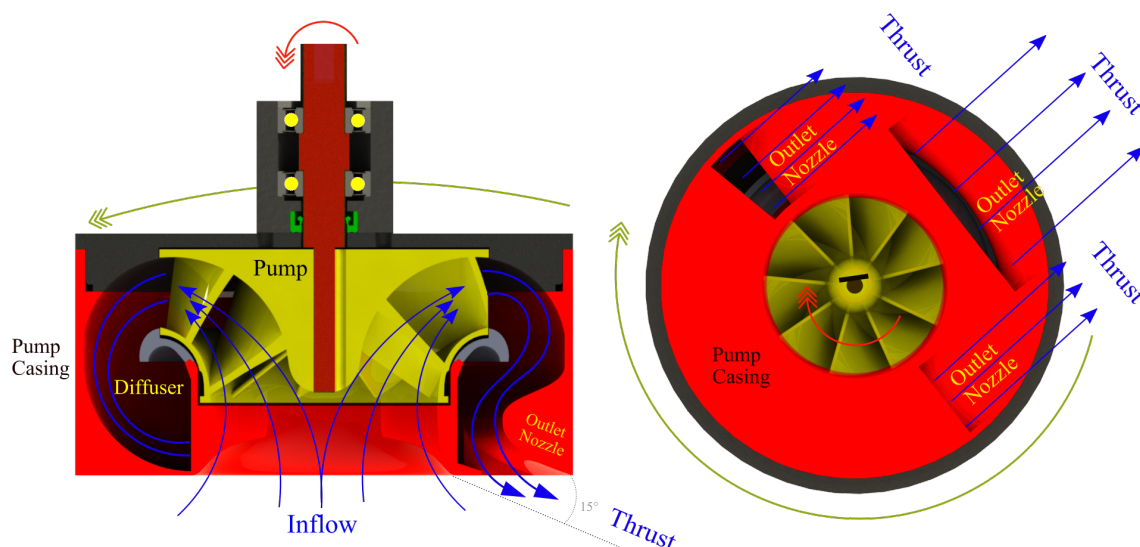 Pump
Pump
Casing
Diffuser
Outlet
Nozzle
Inflow
15°
Thrust
Thrust
Thrust
Outlet
Nozzle
Outlet
Nozzle
Thrust
Pump
Casing
Outlet
Nozzle